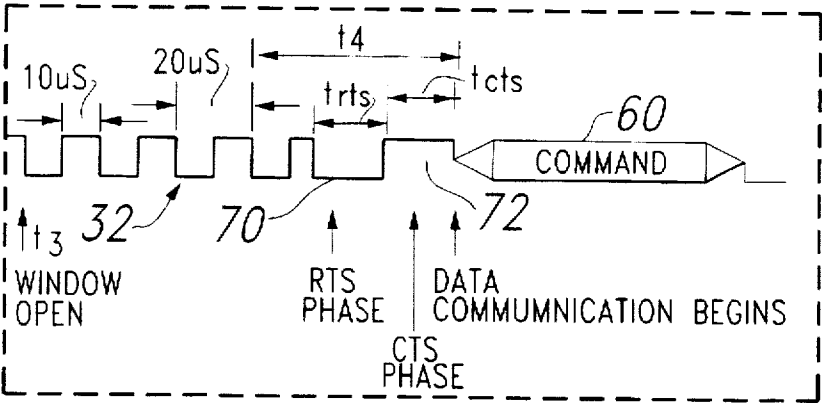 t4
10uS
20uS
trts
tcts
60
COMMAND
32
70
72
t3
WINDOW
OPEN
RTS
PHASE
CTS
PHASE
DATA
COMMUMNICATION BEGINS